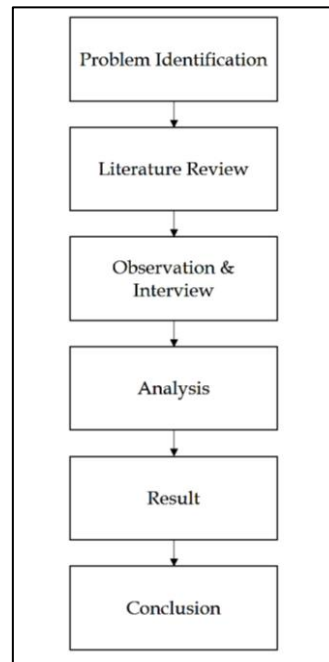 Problem Identification
Literature Review
Observation &
Interview
Analysis
Result
Conclusion